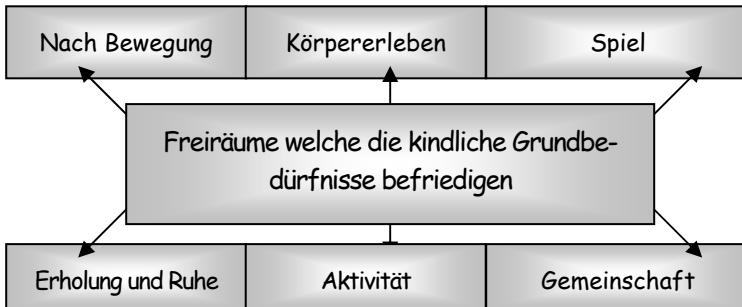 Nach Bewegung
Körpererleben
Spiel
Freiräume welche die kindliche Grundbe-
dürfnisse befriedigen
Erholung und Ruhe
Aktivität
Gemeinschaft